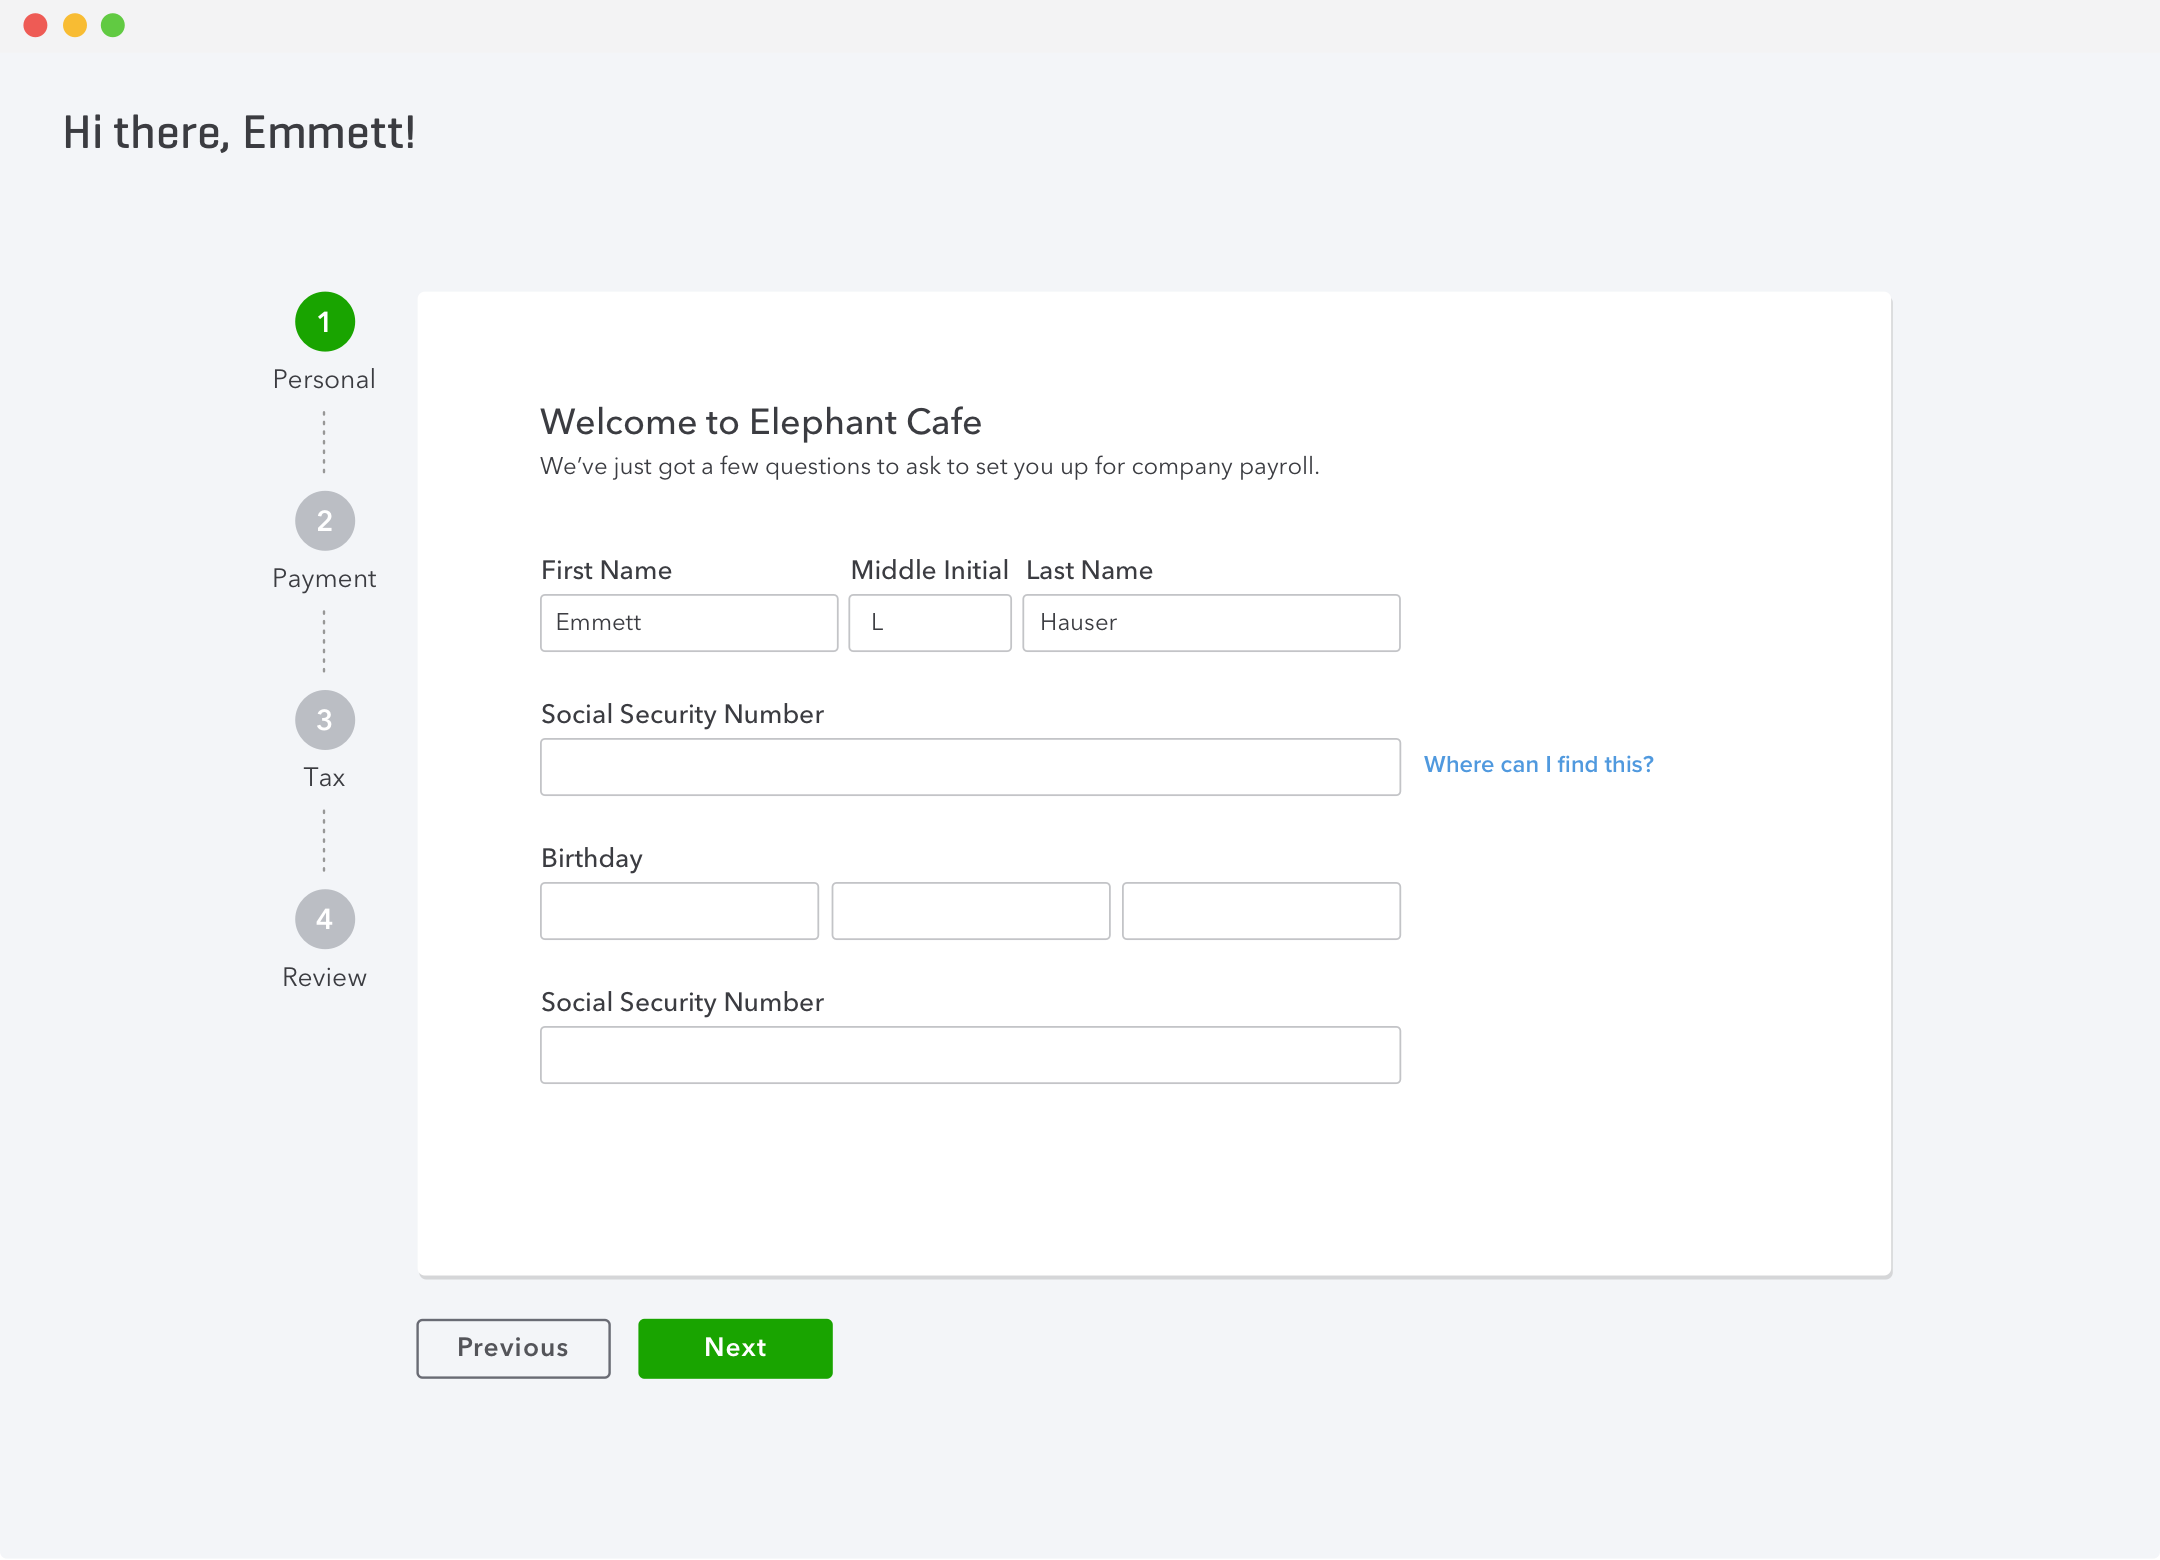 Hi there, Emmett!
1
Personal
2
Payment
3
Tax
4
Review
Welcome to Elephant Cafe
We’ve just got a few questions to ask to set you up for company payroll.
First Name Middle Initial Last Name
Emmett L Hauser
Social Security Number
Where can I find this?
Birthday
Social Security Number
Previous Next